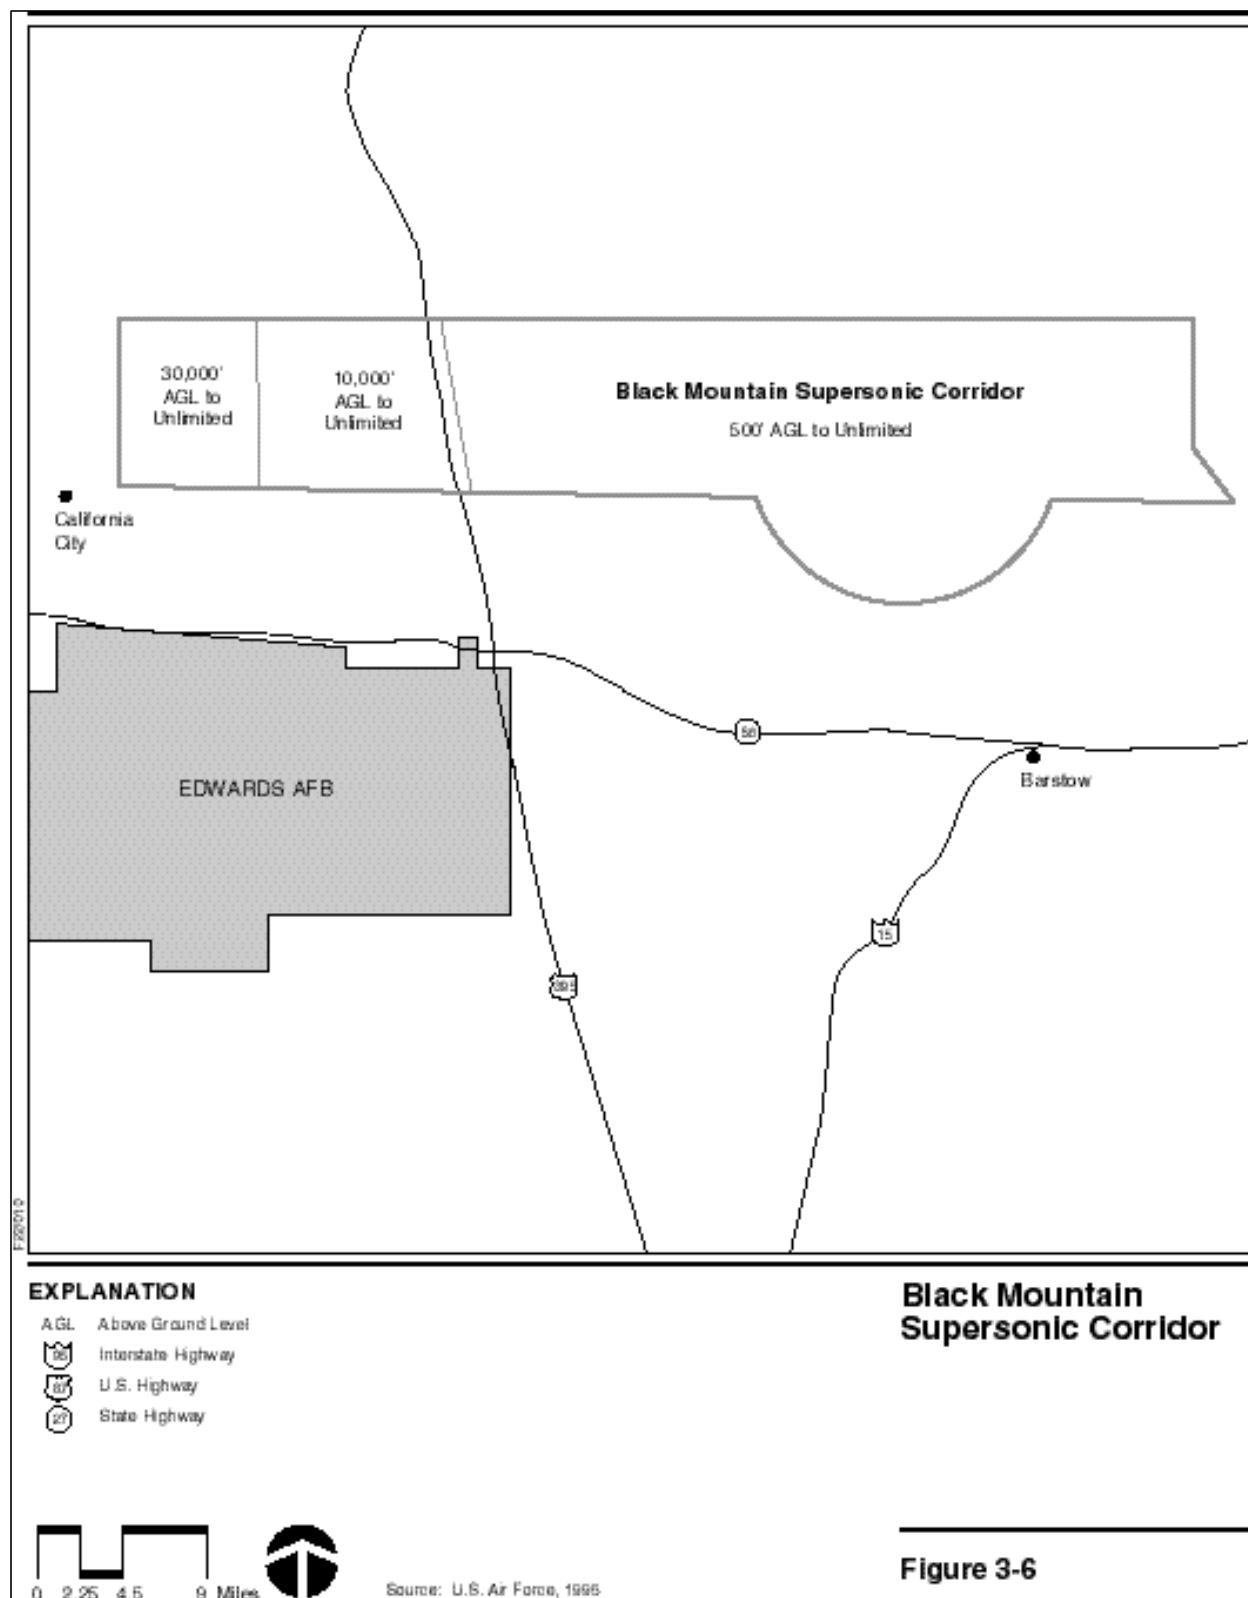 30,000'
AGL to
Unlimited
10,000'
AGL to
Unlimited
Black Mountain Supersonic Corridor
500' AGL to Unlimited
California
City
58
Barstow
EDWARDS AFB
15
395
F22/010
EXPLANATION
AGL Above Ground Level
Interstate Highway
U.S. Highway
27 State Highway
Black Mountain
Supersonic Corridor
0 2.25 4.5 9 Miles
Source: U.S. Air Force, 1995
Figure 3-6